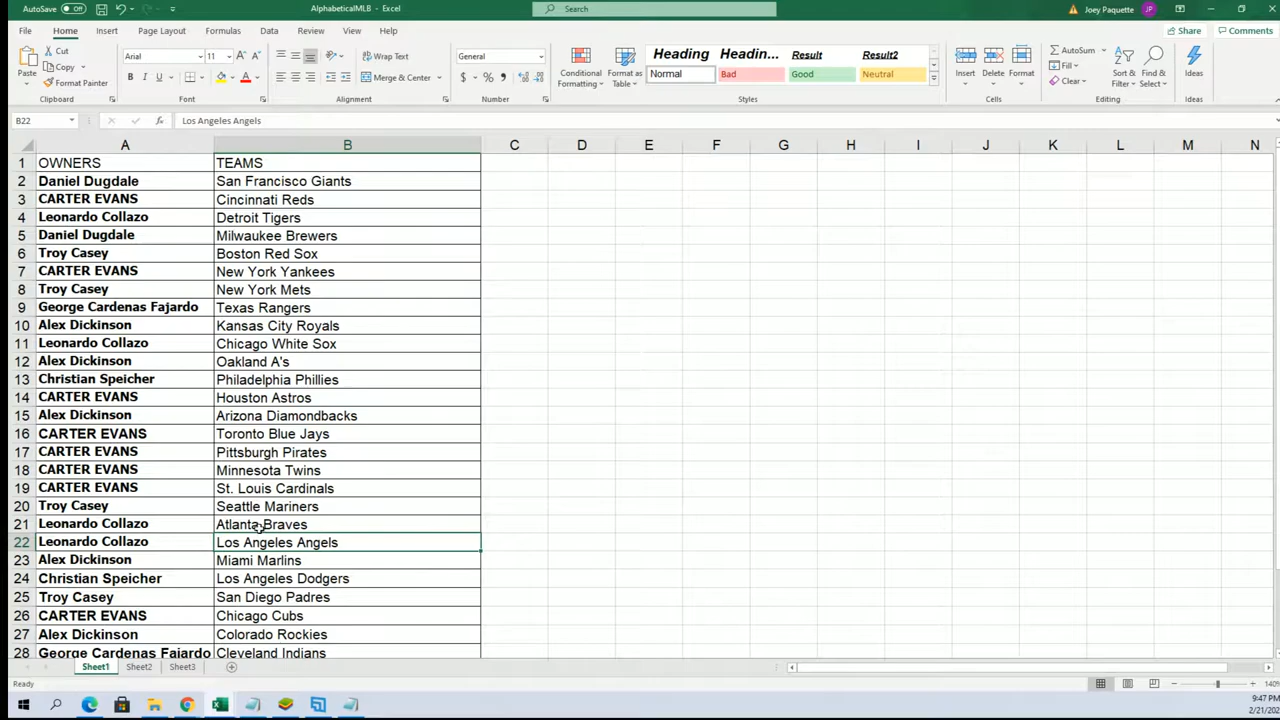 AutoSave Off AlphabeticalMLB - Excel Search Joey Paquette JP
File Home Insert Page Layout Formulas Data Review View Help Share Comments
Paste Cut Copy Format Painter Clipboard
Arial 11 B I U A A Font
Wrap Text Merge & Center Alignment
General $ % Number
Conditional Formatting Format as Table
Heading Headin... Result Result2
Normal Bad Good Neutral
Styles
Insert Delete Format Cells
AutoSum Fill Clear Sort & Filter Find & Select Editing
Ideas Ideas
B22 fx Los Angeles Angels
A B C D E F G H I J K L M N
1 OWNERS TEAMS
2 Daniel Dugdale San Francisco Giants
3 CARTER EVANS Cincinnati Reds
4 Leonardo Collazo Detroit Tigers
5 Daniel Dugdale Milwaukee Brewers
6 Troy Casey Boston Red Sox
7 CARTER EVANS New York Yankees
8 Troy Casey New York Mets
9 George Cardenas Fajardo Texas Rangers
10 Alex Dickinson Kansas City Royals
11 Leonardo Collazo Chicago White Sox
12 Alex Dickinson Oakland A's
13 Christian Speicher Philadelphia Phillies
14 CARTER EVANS Houston Astros
15 Alex Dickinson Arizona Diamondbacks
16 CARTER EVANS Toronto Blue Jays
17 CARTER EVANS Pittsburgh Pirates
18 CARTER EVANS Minnesota Twins
19 CARTER EVANS St. Louis Cardinals
20 Troy Casey Seattle Mariners
21 Leonardo Collazo Atlanta Braves
22 Leonardo Collazo Los Angeles Angels
23 Alex Dickinson Miami Marlins
24 Christian Speicher Los Angeles Dodgers
25 Troy Casey San Diego Padres
26 CARTER EVANS Chicago Cubs
27 Alex Dickinson Colorado Rockies
28 George Cardenas Fajardo Cleveland Indians
Sheet1 Sheet2 Sheet3
Ready 140%
9:47 PM
2/21/202